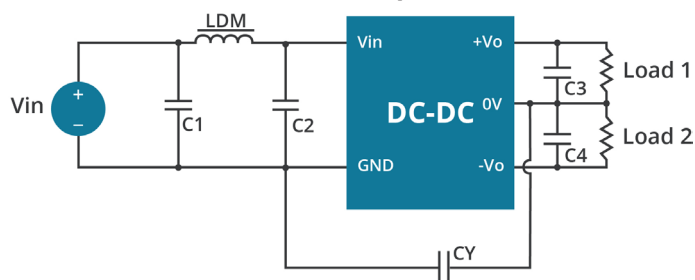 LDM
Vin
+Vo
Load 1
C3
Vin
+
−
C1
C2
DC-DC
0V
Load 2
C4
GND
-Vo
CY